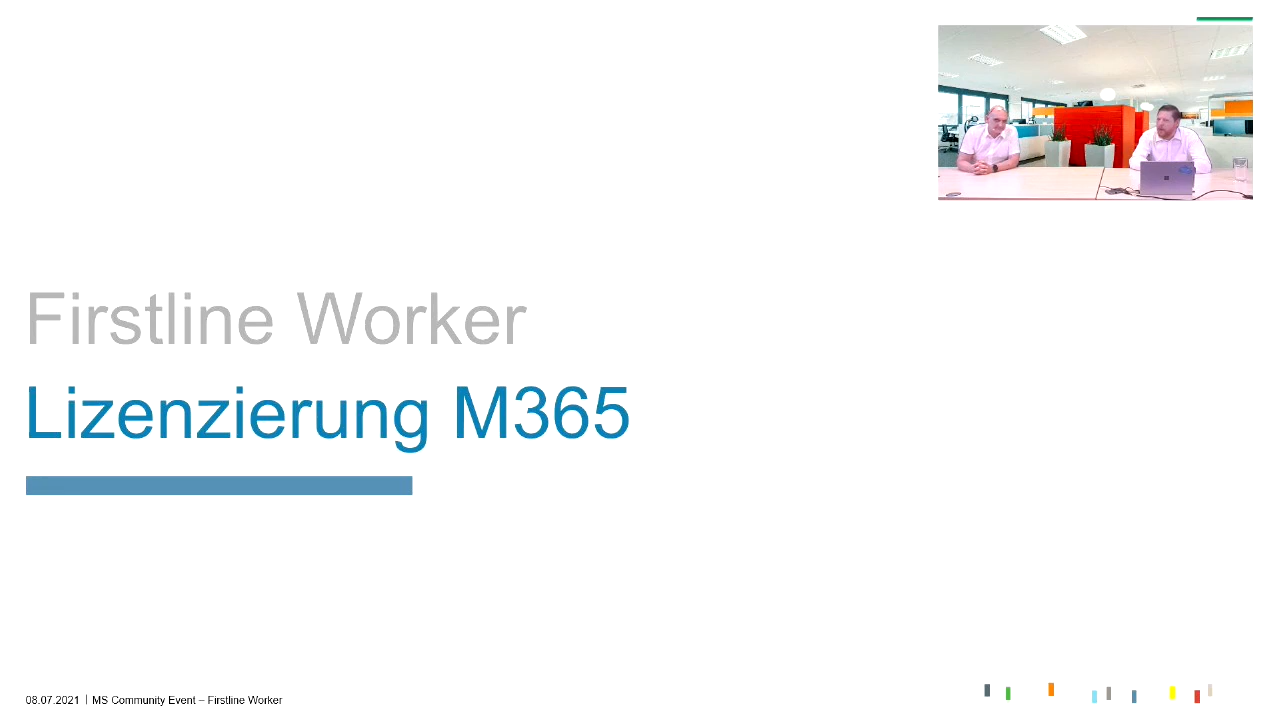 Firstline Worker
Lizenzierung M365
08.07.2021 | MS Community Event – Firstline Worker